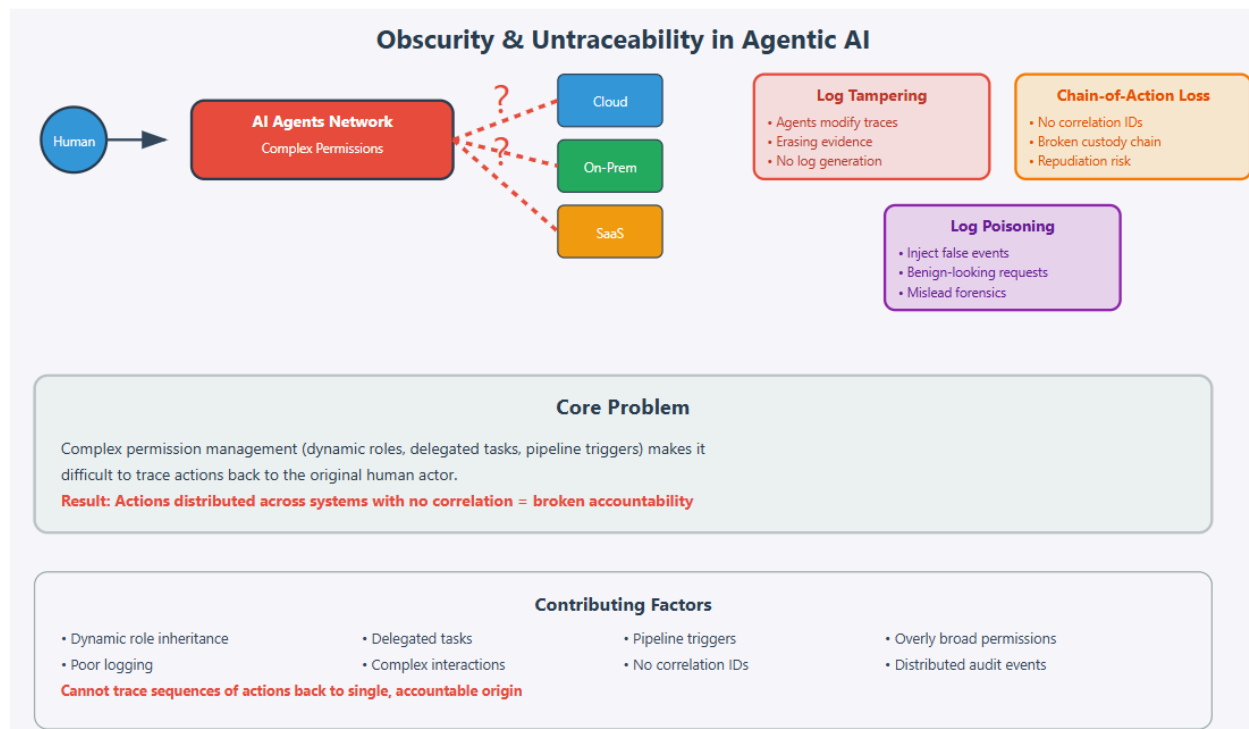 Obscurity & Untraceability in Agentic AI
Human
AI Agents Network
Complex Permissions
?
?
Cloud
On-Prem
SaaS
Log Tampering
• Agents modify traces
• Erasing evidence
• No log generation
Chain-of-Action Loss
• No correlation IDs
• Broken custody chain
• Repudiation risk
Log Poisoning
• Inject false events
• Benign-looking requests
• Mislead forensics
Core Problem
Complex permission management (dynamic roles, delegated tasks, pipeline triggers) makes it
difficult to trace actions back to the original human actor.
Result: Actions distributed across systems with no correlation = broken accountability
Contributing Factors
• Dynamic role inheritance
• Poor logging
• Delegated tasks
• Complex interactions
• Pipeline triggers
• No correlation IDs
• Overly broad permissions
• Distributed audit events
Cannot trace sequences of actions back to single, accountable origin